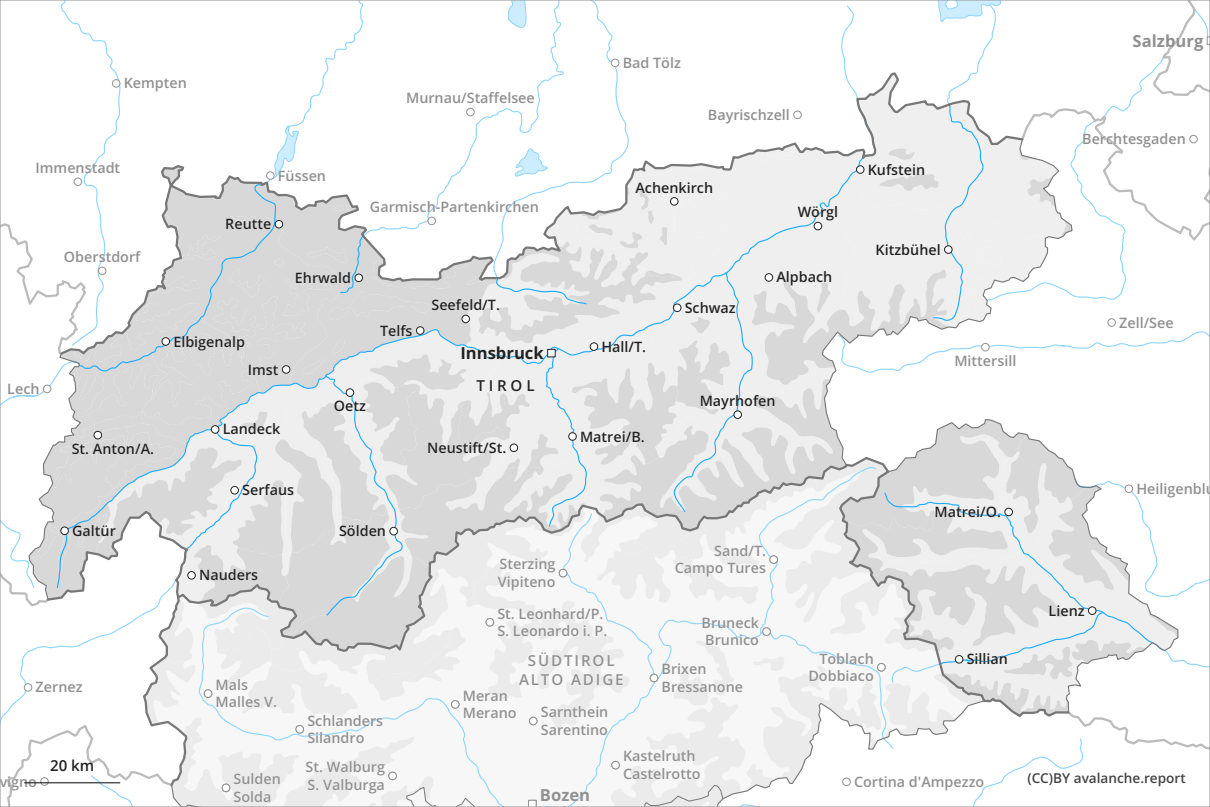 Salzburg
Bad Tölz
Kempten
Murnau/Staffelsee
Bayrischzell
Berchtesgaden
Immenstadt
Füssen
Kufstein
Achenkirch
Garmisch-Partenkirchen
Wörgl
Reutte
Kitzbühel
Oberstdorf
Ehrwald
Alpbach
Seefeld/T.
Schwaz
Telfs
Zell/See
Elbigenalp
Innsbruck
Hall/T.
Mittersill
Imst
TIROL
Lech
Oetz
Mayrhofen
Landeck
Matrei/B.
St. Anton/A.
Neustift/St.
Serfaus
Heiligenblu
Matrei/O.
Galtür
Sölden
Sand/T.
Campo Tures
Sterzing
Vipiteno
Nauders
Lienz
St. Leonhard/P.
S. Leonardo i. P.
Bruneck
Brunico
SÜDTIROL
ALTO ADIGE
Toblach
Dobbiaco
Sillian
Brixen
Bressanone
Zernez
Mals
Malles V.
Meran
Merano
Sarnthein
Sarentino
Schlanders
Silandro
Kastelruth
Castelrotto
St. Walburg
S. Valburga
20 km
vigno
Sulden
Solda
Bozen
Cortina d'Ampezzo
(CC)BY avalanche.report